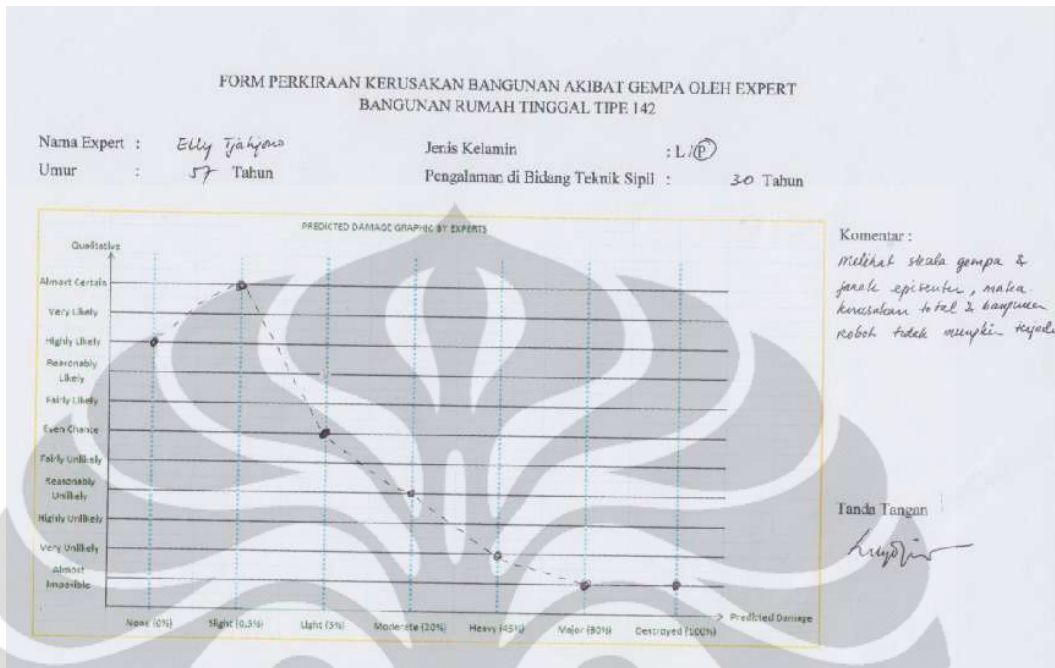 FORM PERKIRAAN KERUSAKAN BANGUNAN AKIBAT GEMPA OLEH EXPERT
BANGUNAN RUMAH TINGGAL TIPE 142
Nama Expert : Elly Tjahjono
Jenis Kelamin : L/P
Umur : 57 Tahun
Pengalaman di Bidang Teknik Sipil : 30 Tahun
PREDICTED DAMAGE GRAPHIC BY EXPERTS
Qualitative
Almost Certain
Very Likely
Highly Likely
Reasonably
Likely
Fairly Likely
Even Chance
Fairly Unlikely
Reasonably
Unlikely
Highly Unlikely
Very Unlikely
Almost
Impossible
None (0%) Slight (0,5%) Light (5%) Moderate (20%) Heavy (45%) Major (80%) Destroyed (100%)
Predicted Damage
Komentar :
Melihat skala gempa &
jarak episenter, maka
kerusakan total & bangunan
roboh tidak mungkin terjadi
Tanda Tangan